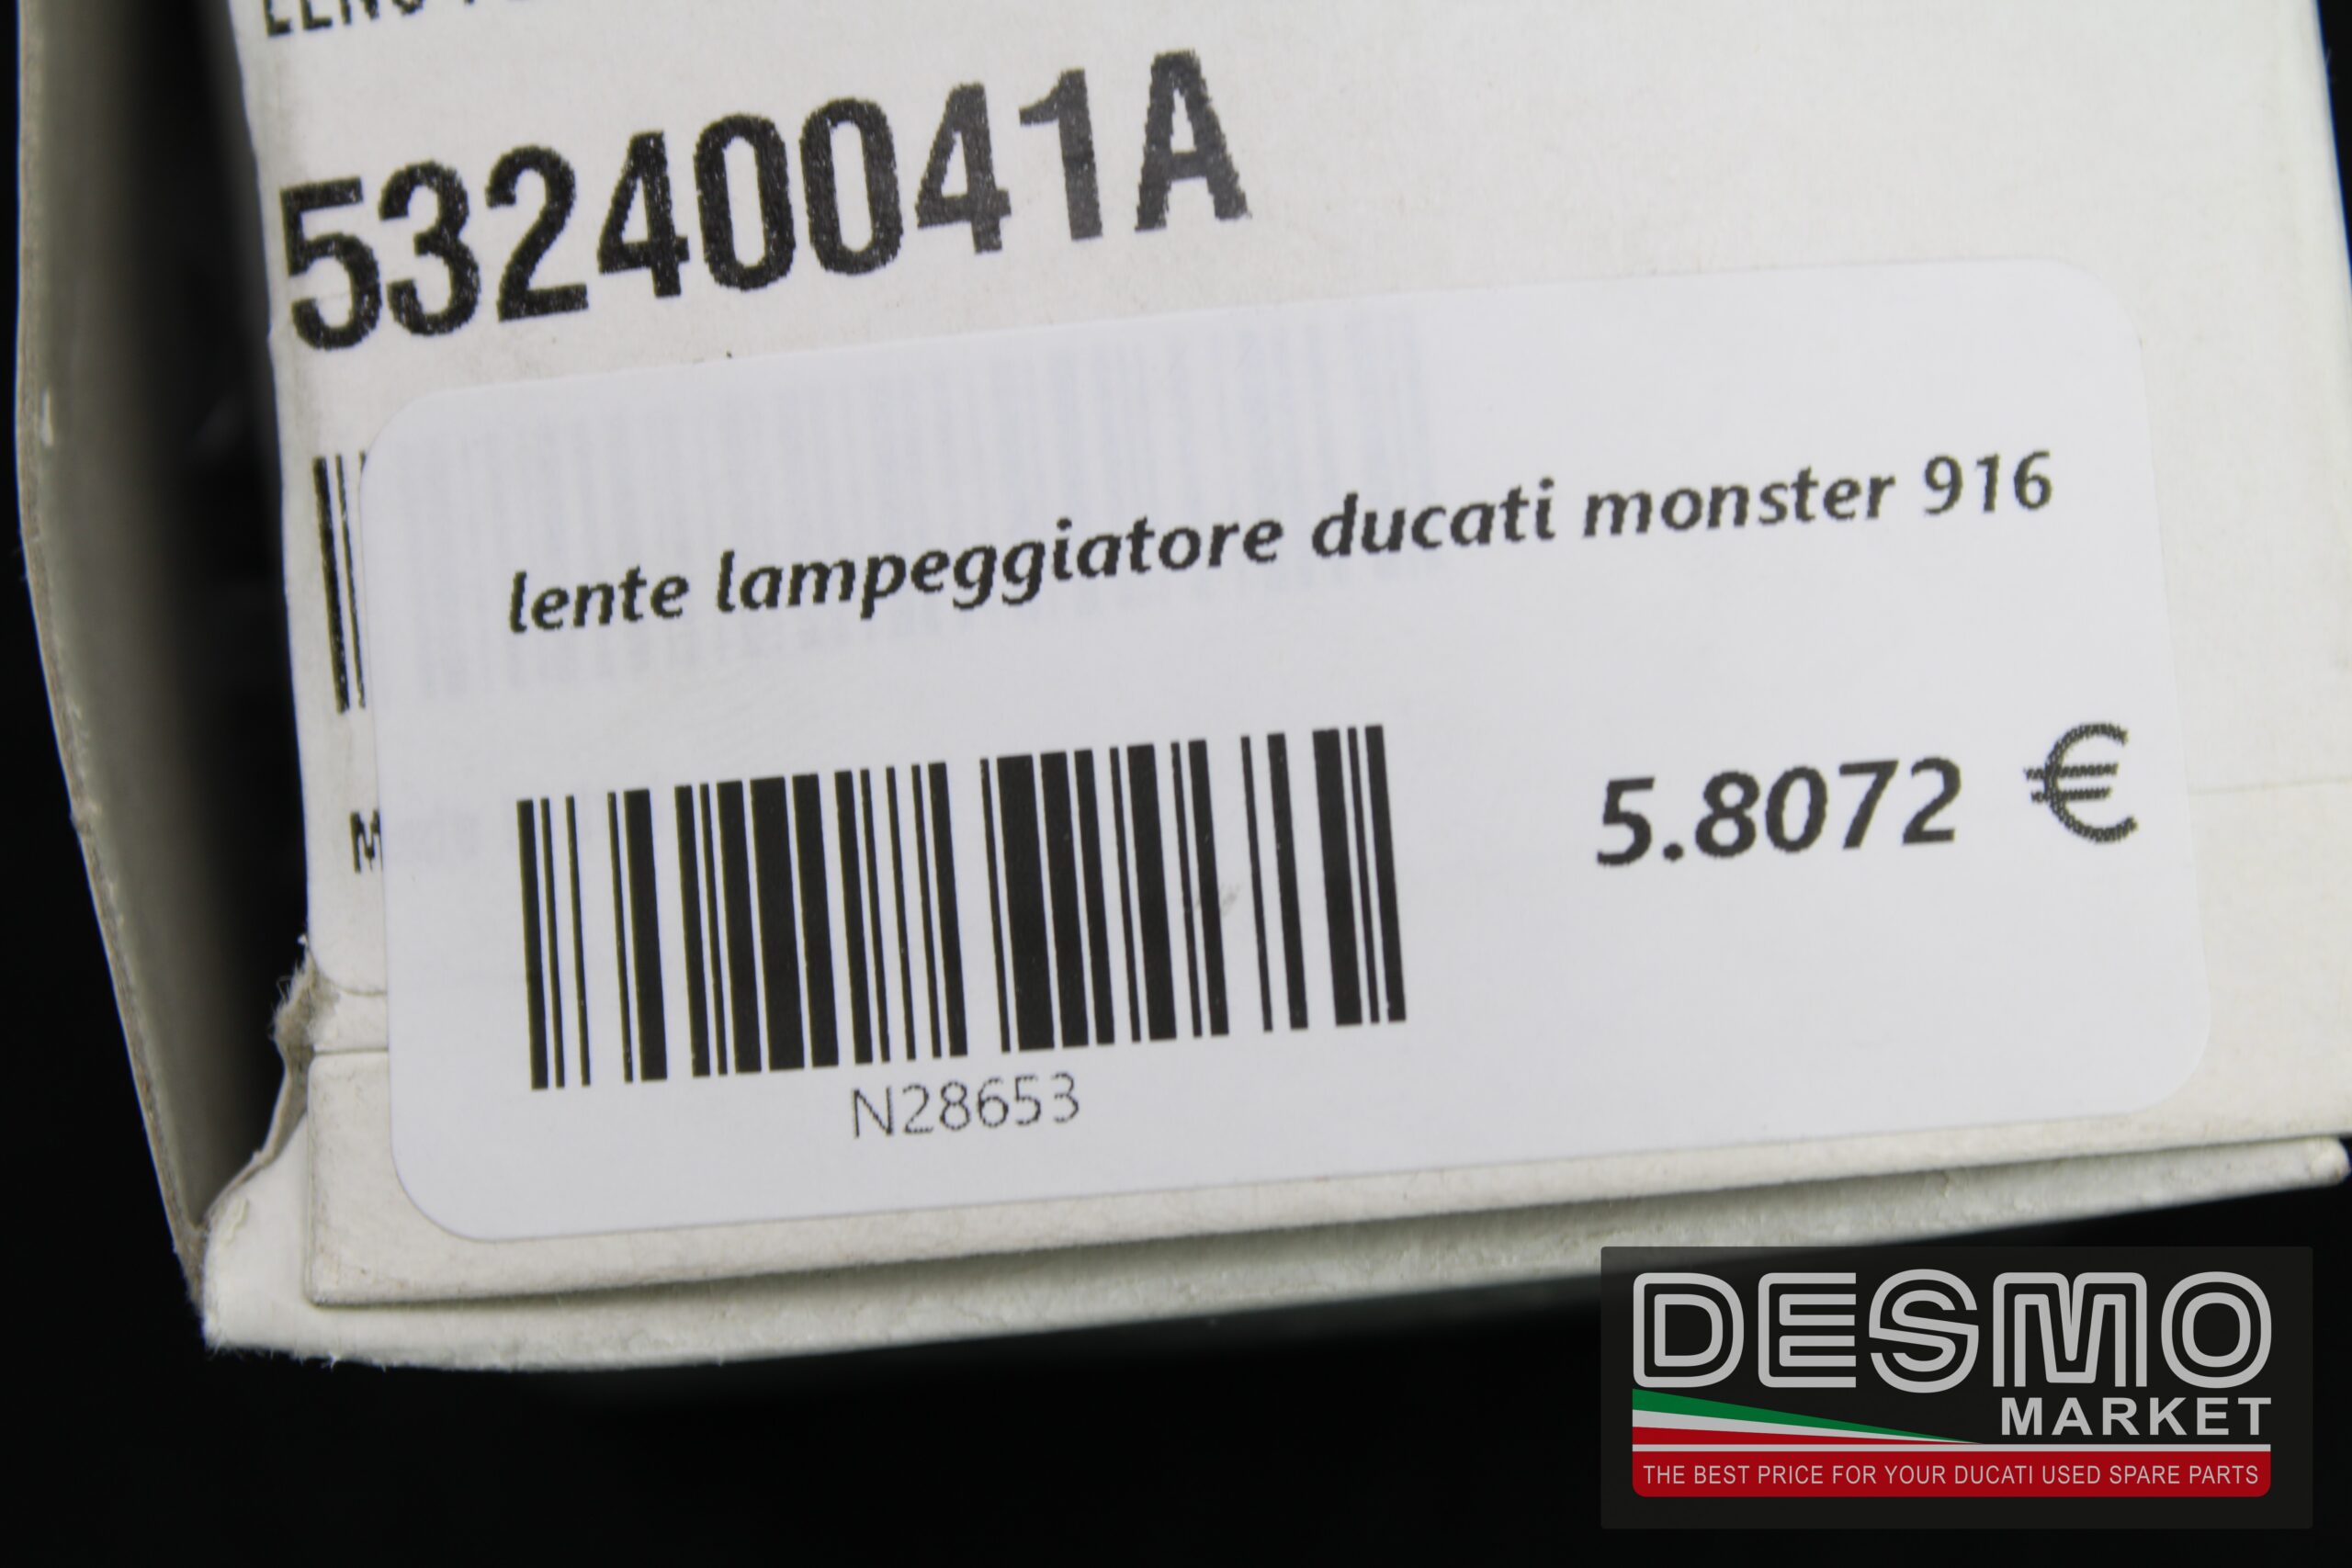 53240041A
lente lampeggiatore ducati monster 916
5.8072 €
N28653
DESMO
MARKET
THE BEST PRICE FOR YOUR DUCATI USED SPARE PARTS